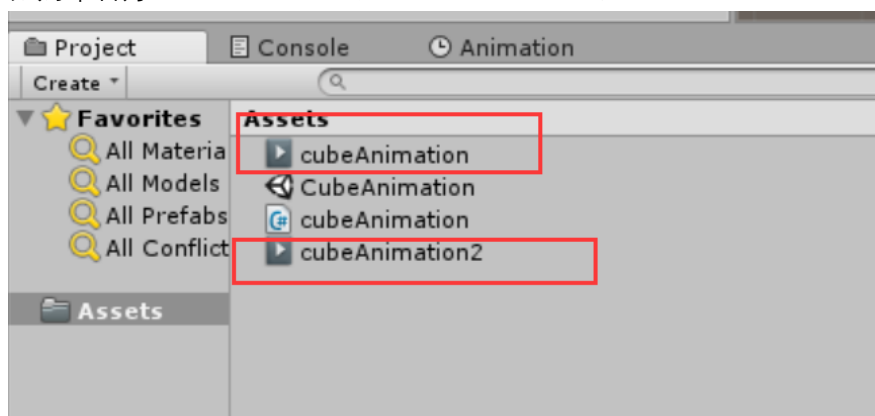 Project Console Animation
Create
Favorites Assets
All Materia cubeAnimation
All Models CubeAnimation
All Prefabs cubeAnimation
All Conflict cubeAnimation2
Assets